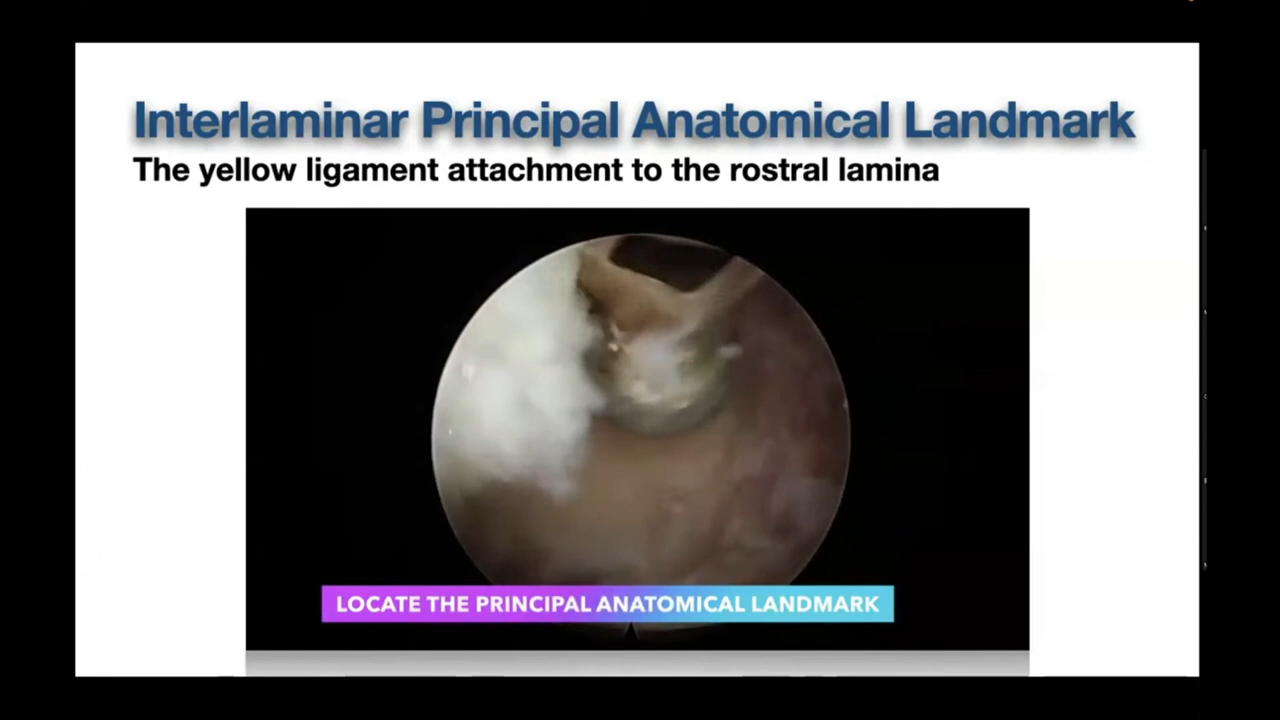 Interlaminar Principal Anatomical Landmark
The yellow ligament attachment to the rostral lamina
LOCATE THE PRINCIPAL ANATOMICAL LANDMARK